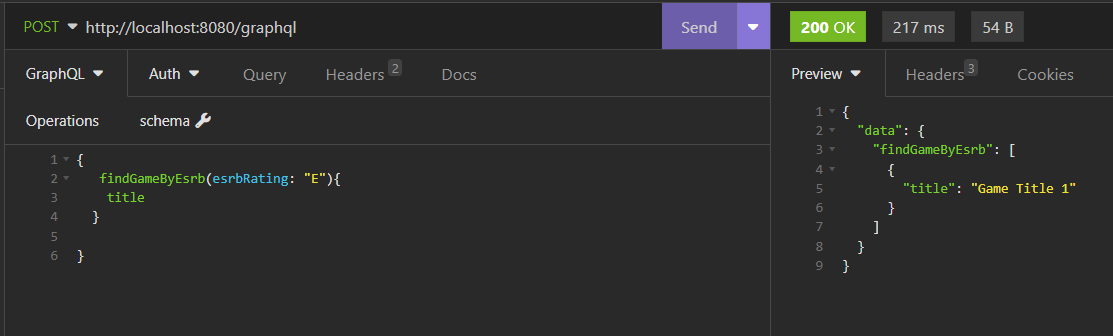 POST http://localhost:8080/graphql Send 200 OK 217 ms 54 B
GraphQL Auth Query Headers 2 Docs Preview Headers 3 Cookies
Operations schema
1 {
2 findGameByEsrb(esrbRating: "E"){
3 title
4 }
5
6 }
1 {
2 "data": {
3 "findGameByEsrb": [
4 {
5 "title": "Game Title 1"
6 }
7 ]
8 }
9 }